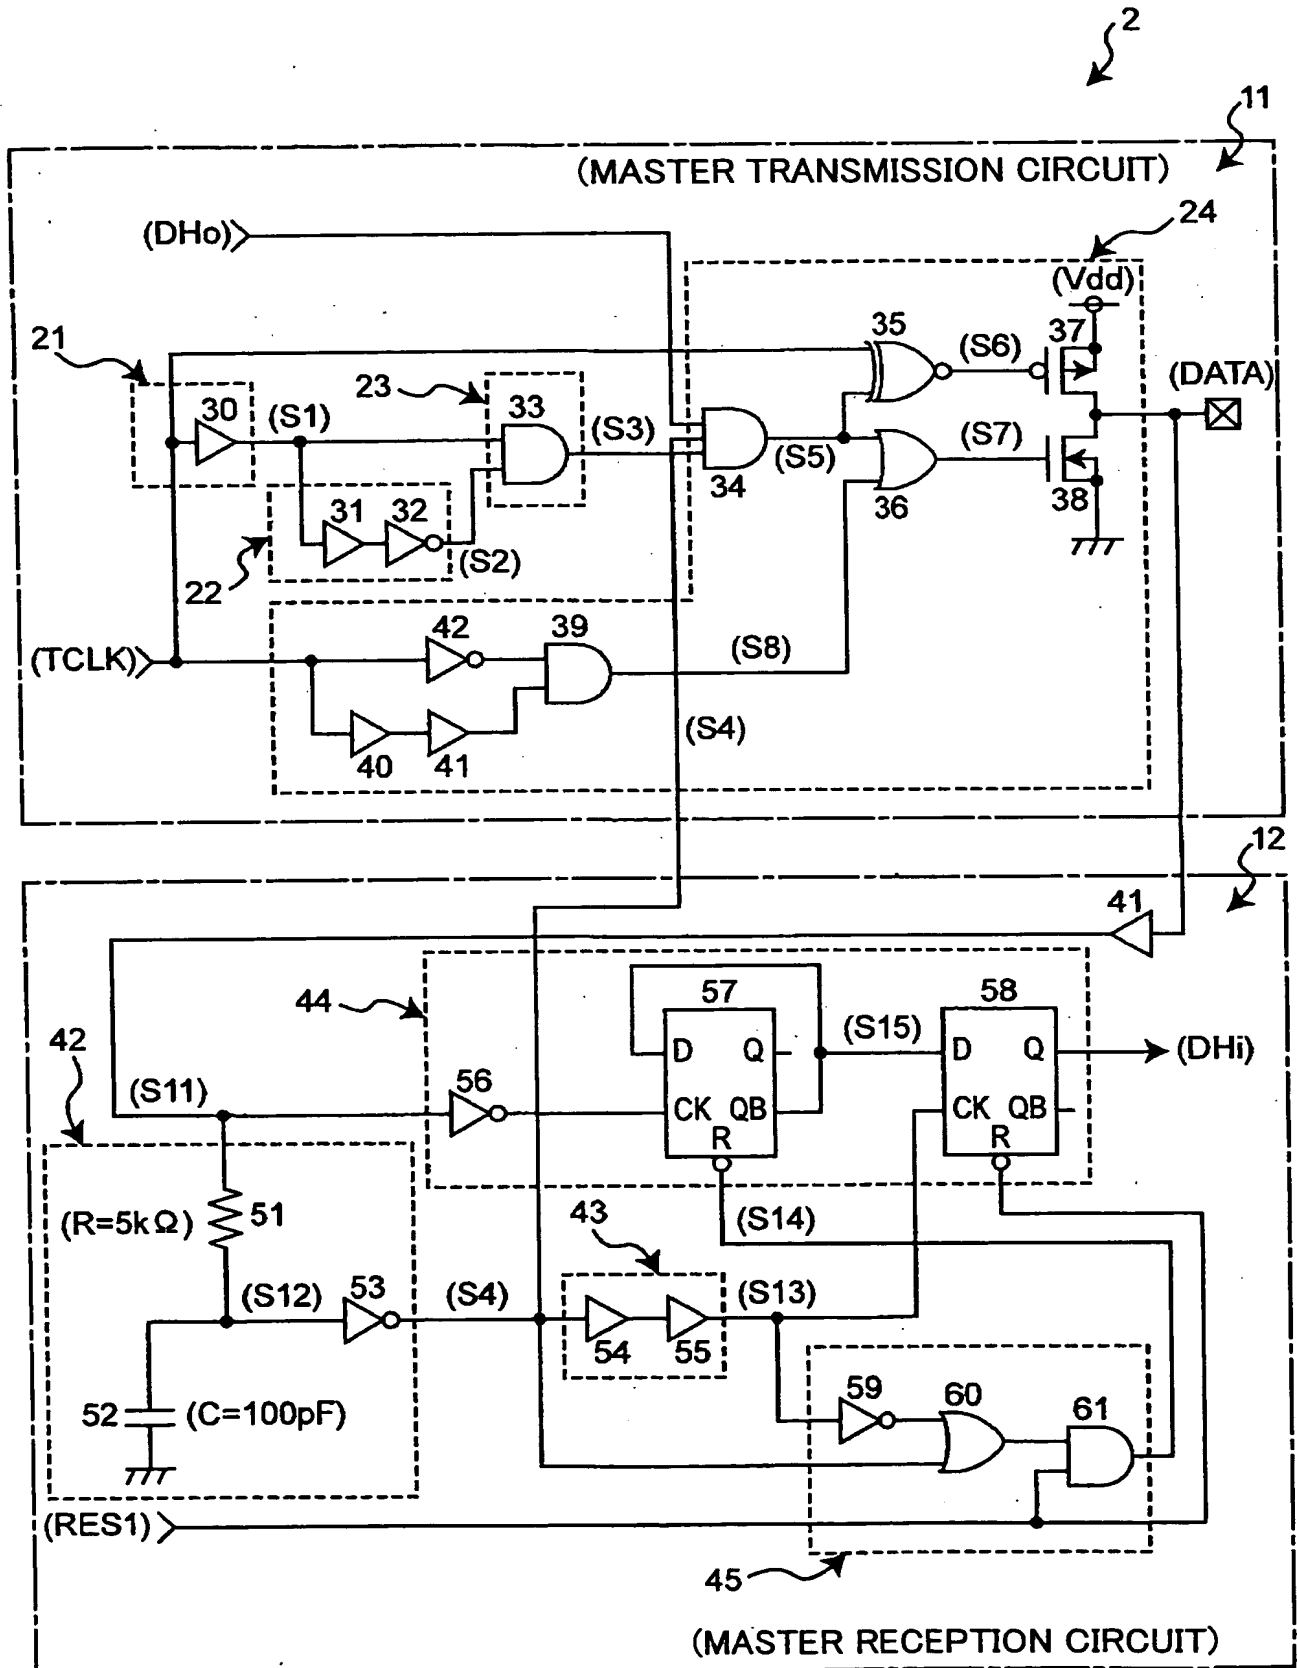 2
11
(MASTER TRANSMISSION CIRCUIT)
(DHo)
24
(Vdd)
21
35
(S6)
37
(DATA)
23
30
(S1)
33
(S3)
(S5)
(S7)
34
36
38
31
32
(S2)
22
42
39
(TCLK)
(S8)
(S4)
40
41
12
41
44
57
58
(S15)
D
Q
D
Q
(DHi)
42
(S11)
56
CK
QB
CK
QB
R
R
(R=5kΩ)
51
43
(S14)
(S12)
53
(S4)
(S13)
54
55
52
(C=100pF)
59
60
61
(RES1)
45
(MASTER RECEPTION CIRCUIT)